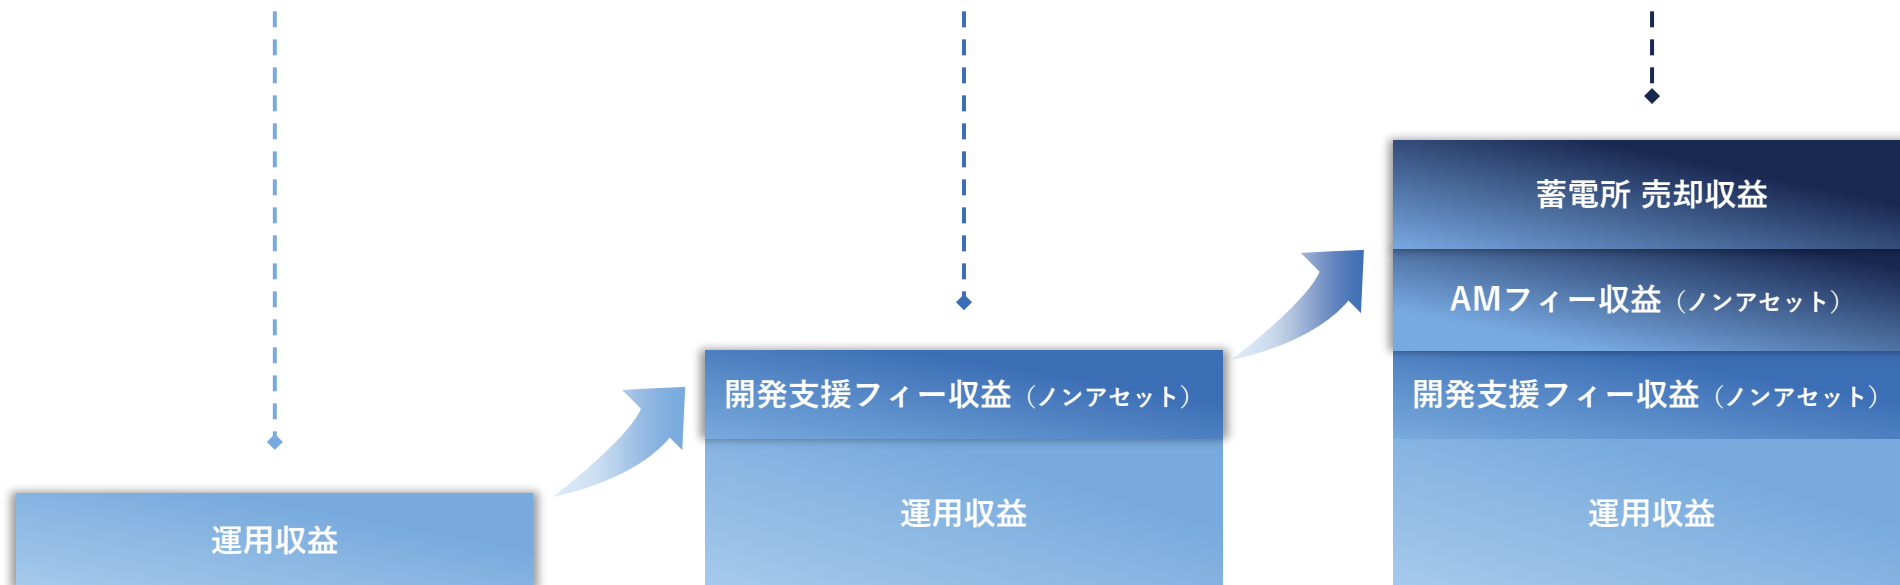 運用収益
開発支援フィー収益（ノンアセット）
運用収益
蓄電所 売却収益
AMフィー収益（ノンアセット）
開発支援フィー収益（ノンアセット）
運用収益